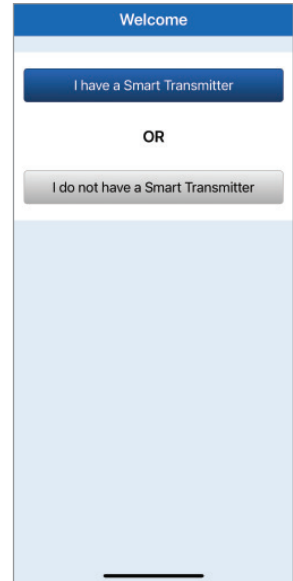 Welcome
I have a Smart Transmitter
OR
I do not have a Smart Transmitter